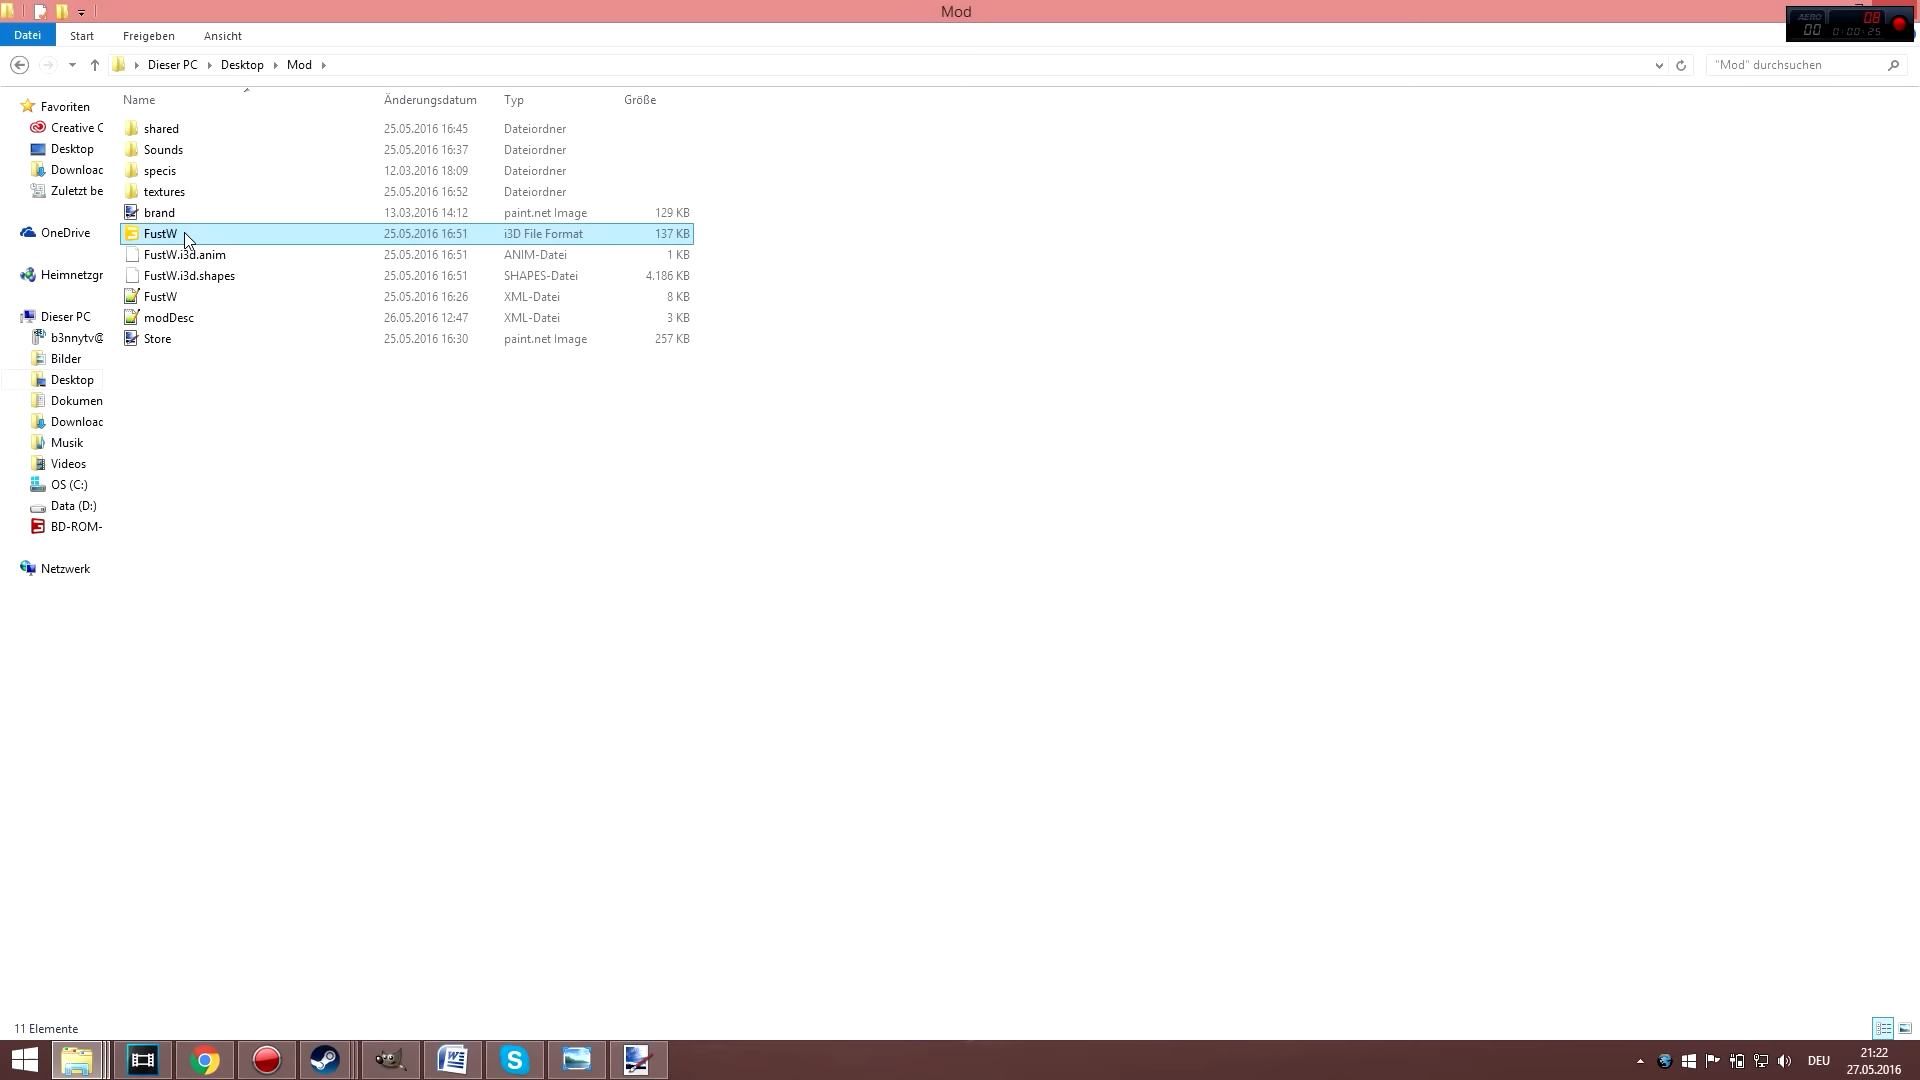 Mod
AERO 08
00 0:00:25
Datei Start Freigeben Ansicht
Dieser PC Desktop Mod "Mod" durchsuchen
Name Änderungsdatum Typ Größe
Favoriten
Creative C
Desktop
Downloac
Zuletzt be
OneDrive
Heimnetzgr
Dieser PC
b3nnytv@
Bilder
Desktop
Dokumen
Downloac
Musik
Videos
OS (C:)
Data (D:)
BD-ROM-
Netzwerk
shared 25.05.2016 16:45 Dateiordner
Sounds 25.05.2016 16:37 Dateiordner
specis 12.03.2016 18:09 Dateiordner
textures 25.05.2016 16:52 Dateiordner
brand 13.03.2016 14:12 paint.net Image 129 KB
FustW 25.05.2016 16:51 i3D File Format 137 KB
FustW.i3d.anim 25.05.2016 16:51 ANIM-Datei 1 KB
FustW.i3d.shapes 25.05.2016 16:51 SHAPES-Datei 4.186 KB
FustW 25.05.2016 16:26 XML-Datei 8 KB
modDesc 26.05.2016 12:47 XML-Datei 3 KB
Store 25.05.2016 16:30 paint.net Image 257 KB
11 Elemente
DEU
21:22
27.05.2016